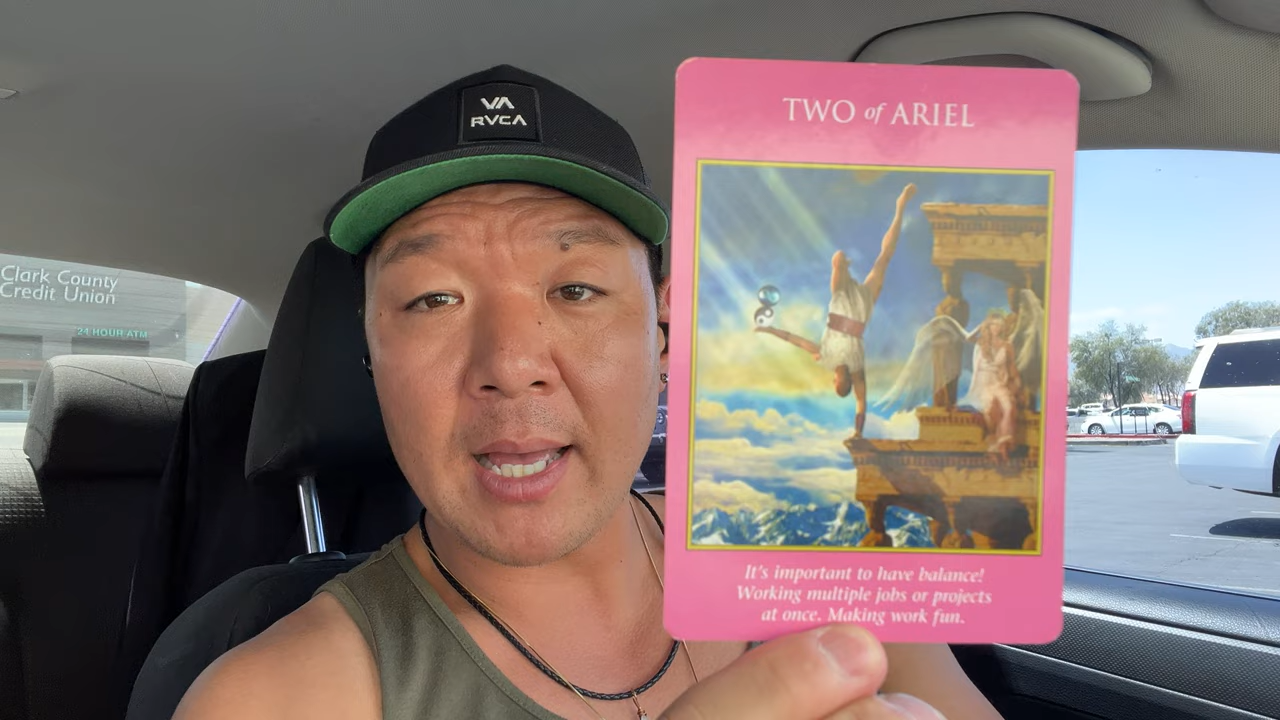 VA
RVCA
TWO of ARIEL
Clark County
Credit Union
24 HOUR ATM
It's important to have balance!
Working multiple jobs or projects
at once. Making work fun.